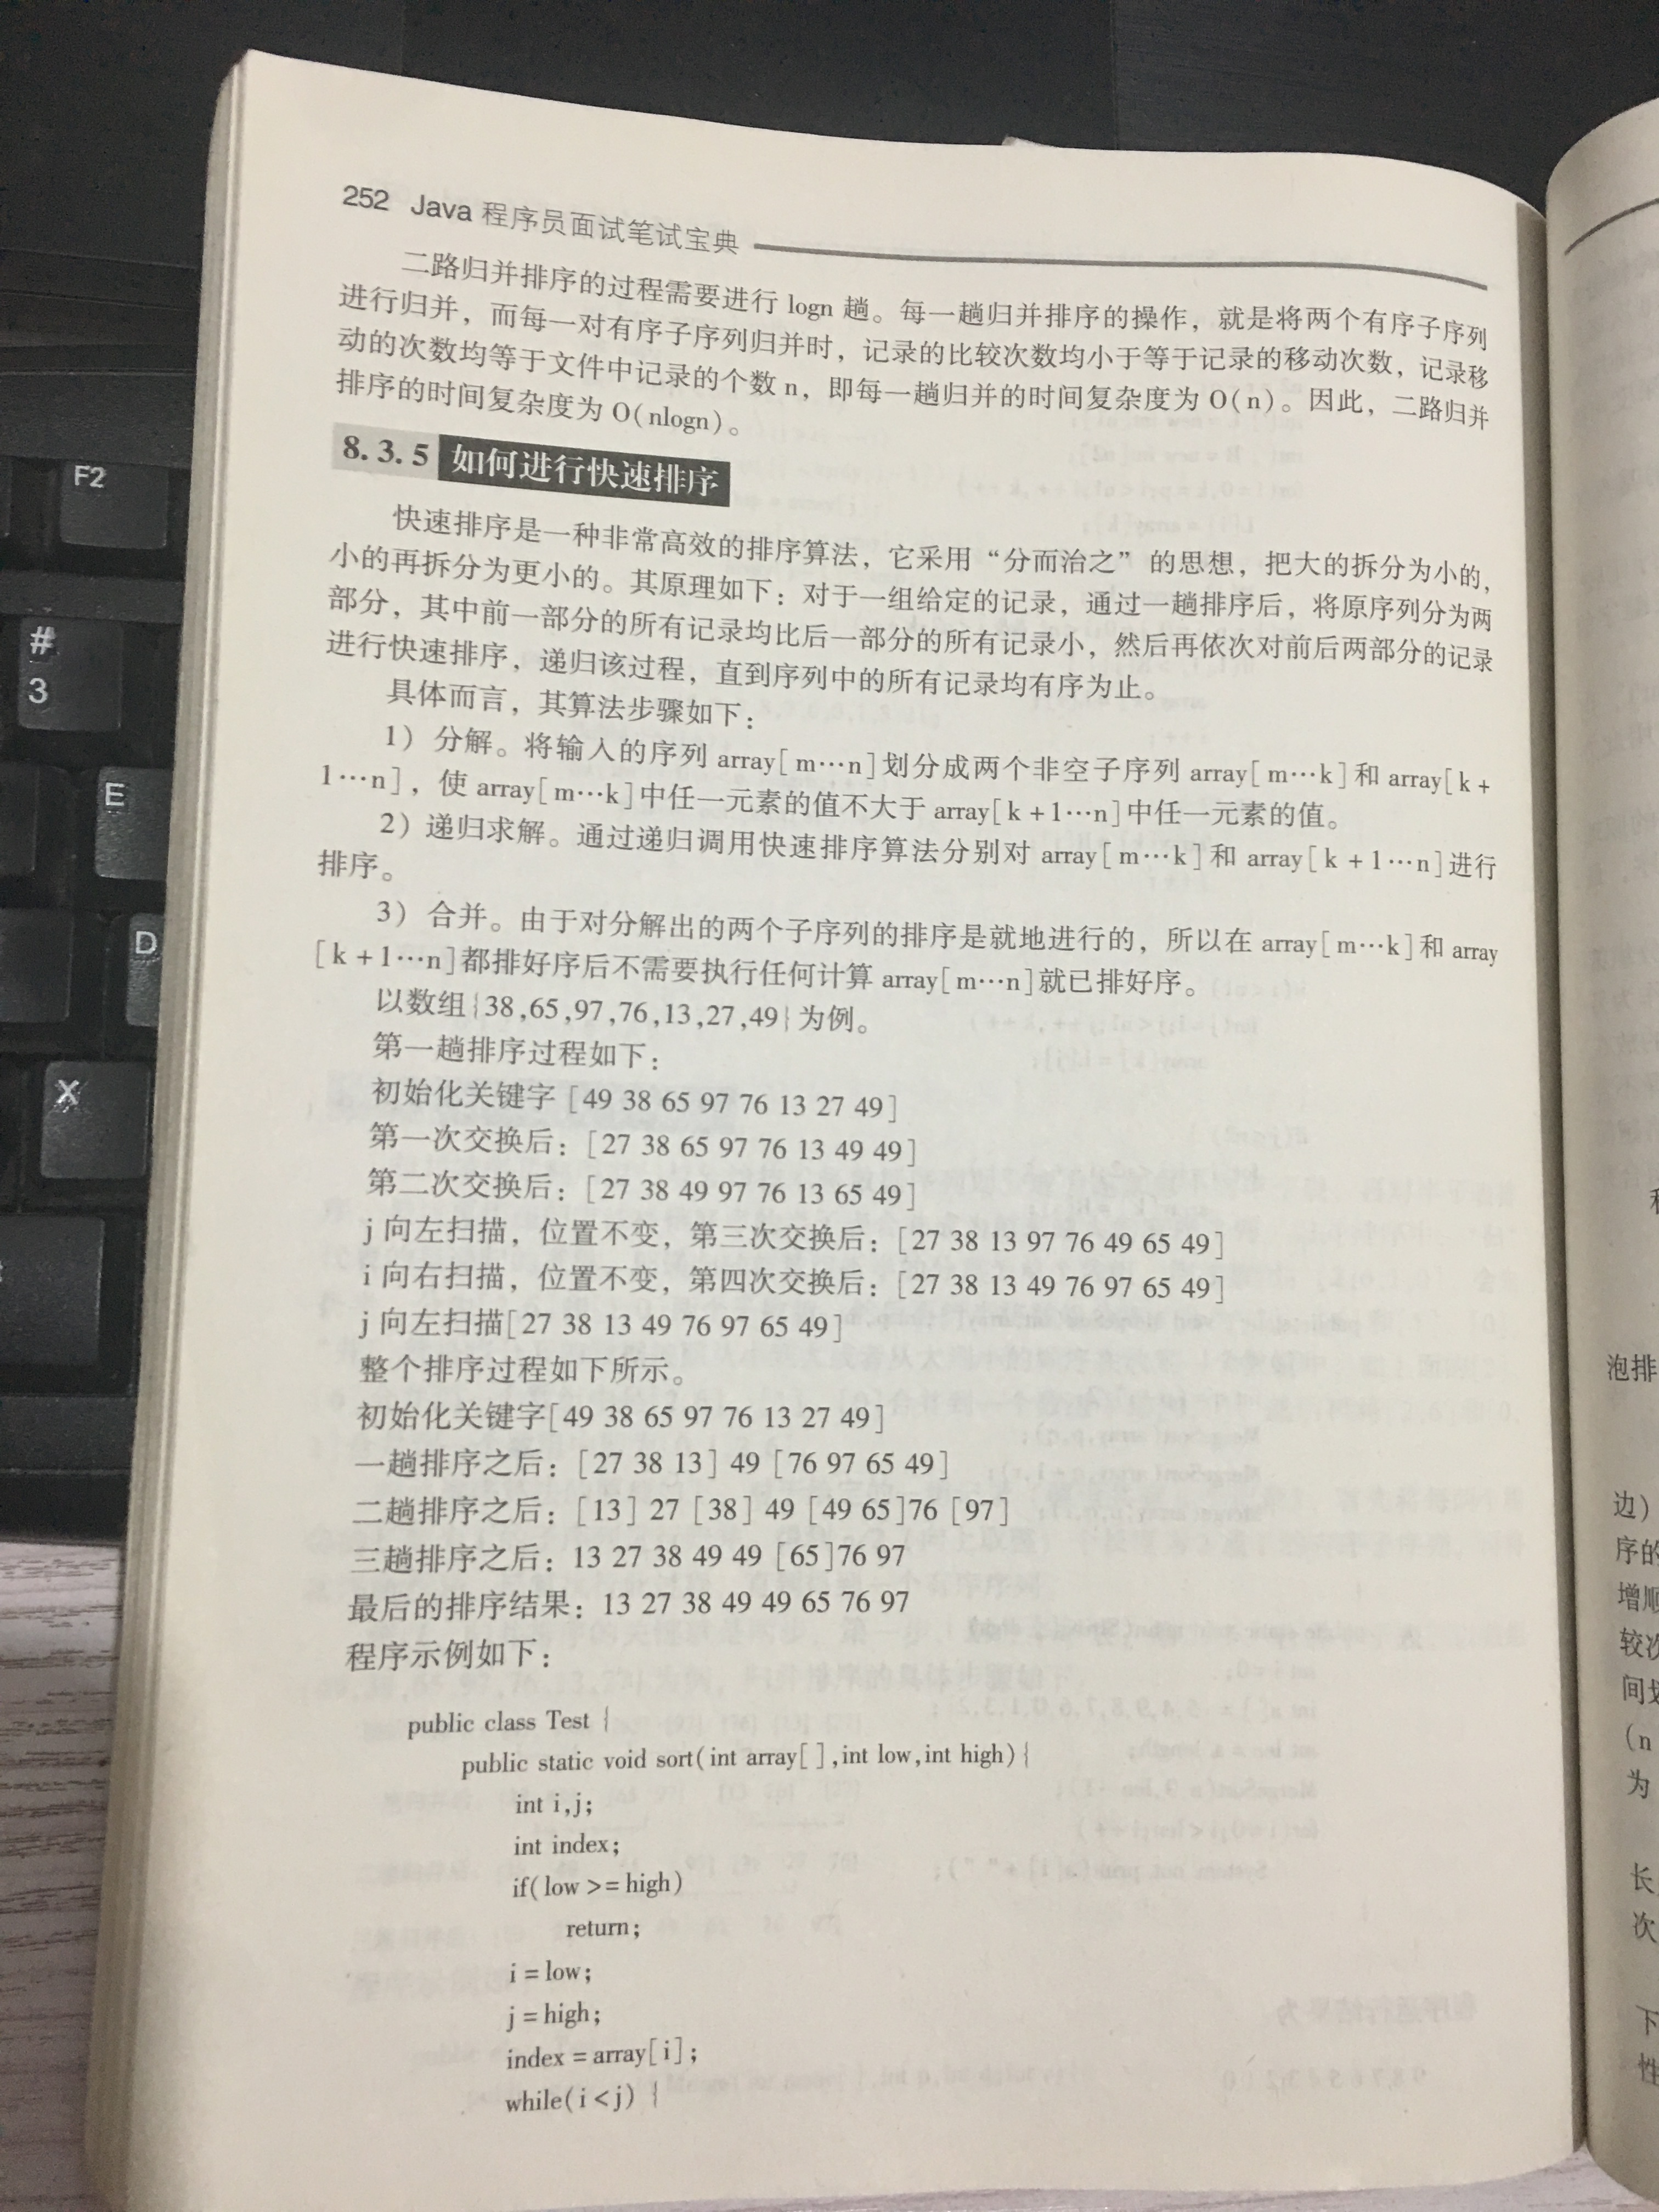 252 Java 程序员面试笔试宝典
二路归并排序的过程需要进行 logn 趟。每一趟归并排序的操作，就是将两个有序子序列
进行归并，而每一对有序子序列归并时，记录的比较次数均小于等于记录的移动次数，记录移
动的次数均等于文件中记录的个数 n，即每一趟归并的时间复杂度为 O(n)。因此，二路归并
排序的时间复杂度为 O(nlogn)。
8.3.5 如何进行快速排序
快速排序是一种非常高效的排序算法，它采用“分而治之”的思想，把大的拆分为小的，
小的再拆分为更小的。其原理如下：对于一组给定的记录，通过一趟排序后，将原序列分为两
部分，其中前一部分的所有记录均比后一部分的所有记录小，然后再依次对前后两部分的记录
进行快速排序，递归该过程，直到序列中的所有记录均有序为止。
具体而言，其算法步骤如下：
1) 分解。将输入的序列 array[m…n]划分成两个非空子序列 array[m…k]和 array[k+
1…n]，使 array[m…k]中任一元素的值不大于 array[k+1…n]中任一元素的值。
2) 递归求解。通过递归调用快速排序算法分别对 array[m…k]和 array[k+1…n]进行
排序。
3) 合并。由于对分解出的两个子序列的排序是就地进行的，所以在 array[m…k]和 array
[k+1…n]都排好序后不需要执行任何计算 array[m…n]就已排好序。
以数组{38,65,97,76,13,27,49}为例。
第一趟排序过程如下：
初始化关键字 [49 38 65 97 76 13 27 49]
第一次交换后：[27 38 65 97 76 13 49 49]
第二次交换后：[27 38 49 97 76 13 65 49]
j 向左扫描，位置不变，第三次交换后：[27 38 13 97 76 49 65 49]
i 向右扫描，位置不变，第四次交换后：[27 38 13 49 76 97 65 49]
j 向左扫描[27 38 13 49 76 97 65 49]
整个排序过程如下所示。
初始化关键字[49 38 65 97 76 13 27 49]
一趟排序之后：[27 38 13] 49 [76 97 65 49]
二趟排序之后：[13] 27 [38] 49 [49 65]76 [97]
三趟排序之后：13 27 38 49 49 [65]76 97
最后的排序结果：13 27 38 49 49 65 76 97
程序示例如下：
public class Test {
public static void sort(int array[],int low,int high){
int i,j;
int index;
if(low>=high)
return;
i=low;
j=high;
index=array[i];
while(i<j) {
F2
#
3
E
D
X
泡排
边)
序的
增顺
较次
间划
(n
为
长
次
下
性